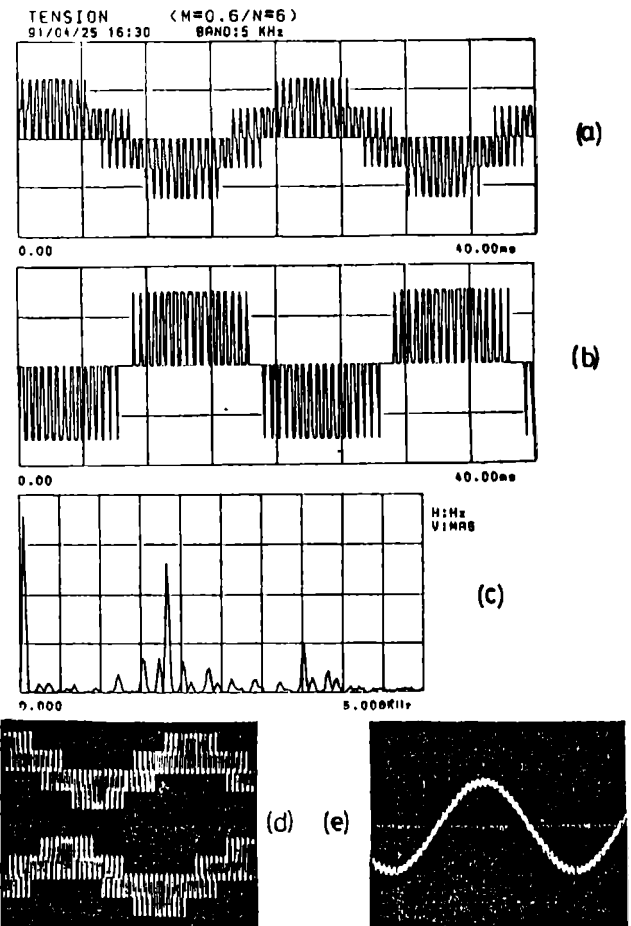 TENSION (M=0.6/N=6)
91/04/25 16:30 BAND:5 KHz
(a)
0.00 40.00ms
(b)
0.00 40.00ms
H:Hz
V:MAG
(c)
0.000 5.000KHz
(d) (e)